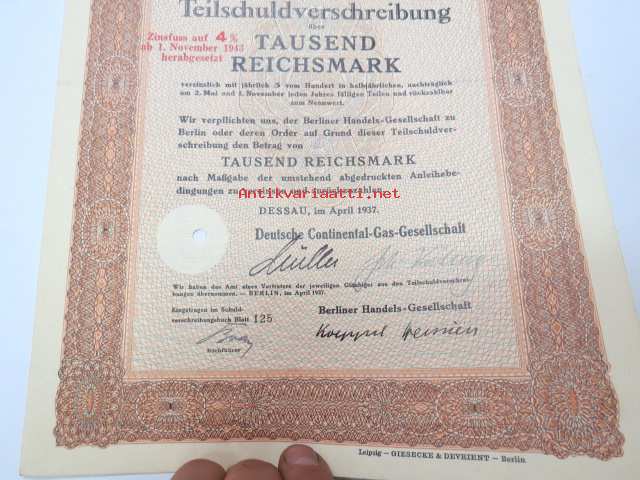 Teilschuldverschreibung
über
Zinsfuss auf 4%
ab 1. November 1943
herabgesetzt
TAUSEND
REICHSMARK
verzinslich mit jährlich 5 vom Hundert in halbjährlichen, nachträglich
am 2. Mai und 1. November jeden Jahres fälligen Teilen und rückzahlbar
zum Nennwert.
Wir verpflichten uns, der Berliner Handels-Gesellschaft zu
Berlin oder deren Order auf Grund dieser Teilschuldver-
schreibung den Betrag von
TAUSEND REICHSMARK
nach Maßgabe der umstehend abgedruckten Anleihebe-
dingungen zu verzinsen und zurückzuzahlen.
Antikvariaatti.net
DESSAU, im April 1937.
Deutsche Continental-Gas-Gesellschaft
Müller
Wir haben das Amt eines Vertreters der jeweiligen Gläubiger aus den Teilschuldverschrei-
bungen übernommen. — BERLIN, im April 1937.
Eingetragen im Schuld-
verschreibungsbuch Blatt 125
Berliner Handels-Gesellschaft
Buchführer
Leipzig — GIESECKE & DEVRIENT — Berlin